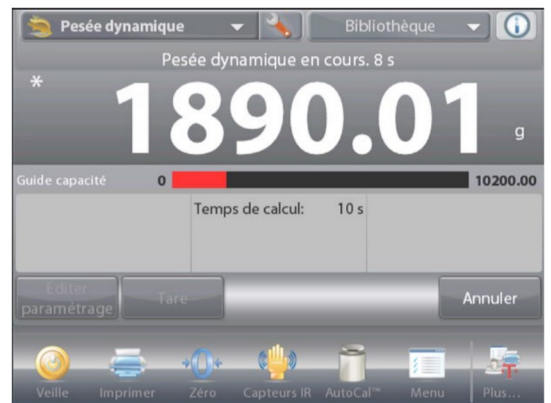 Pesée dynamique
Bibliothèque
Pesée dynamique en cours. 8 s
*
1890.01 g
Guide capacité 0 10200.00
Temps de calcul: 10 s
Editer
paramétrage
Tare
Annuler
Veille Imprimer Zéro Capteurs IR AutoCal™ Menu Plus...